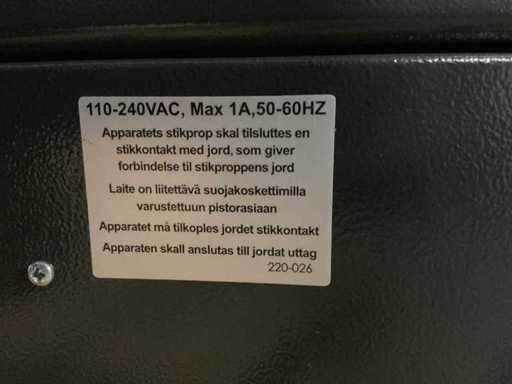 110-240VAC, Max 1A,50-60HZ
Apparatets stikprop skal tilsluttes en
stikkontakt med jord, som giver
forbindelse til stikproppens jord
Laite on liitettävä suojakoskettimilla
varustettuun pistorasiaan
Apparatet må tilkoples jordet stikkontakt
Apparaten skall anslutas till jordat uttag
220-026